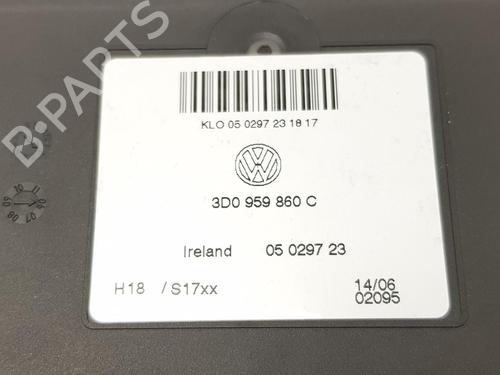 B-PARTS
KLO 05 0297 23 18 17
3D0 959 860 C
Ireland 05 0297 23
H18 / S17xx
14/06
02095